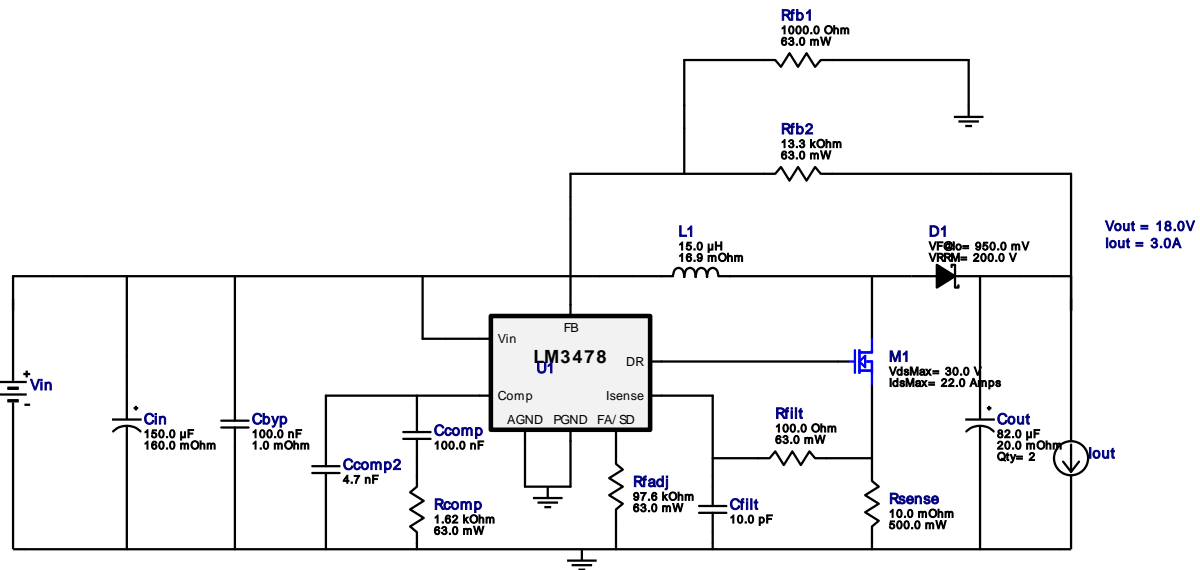 Rfb1
1000.0 Ohm
63.0 mW
Rfb2
13.3 kOhm
63.0 mW
Vout = 18.0V
Iout = 3.0A
L1
15.0 µH
16.9 mOhm
D1
VF@Io= 950.0 mV
VRRM= 200.0 V
FB
Vin
LM3478
U1
DR
Comp
Isense
AGND
PGND
FA/ SD
M1
VdsMax= 30.0 V
IdsMax= 22.0 Amps
+
Vin
-
Cin
150.0 µF
160.0 mOhm
Cbyp
100.0 nF
1.0 mOhm
Ccomp
100.0 nF
Ccomp2
4.7 nF
Rcomp
1.62 kOhm
63.0 mW
Rfadj
97.6 kOhm
63.0 mW
Rfilt
100.0 Ohm
63.0 mW
Cfilt
10.0 pF
Rsense
10.0 mOhm
500.0 mW
Cout
82.0 µF
20.0 mOhm
Qty= 2
Iout